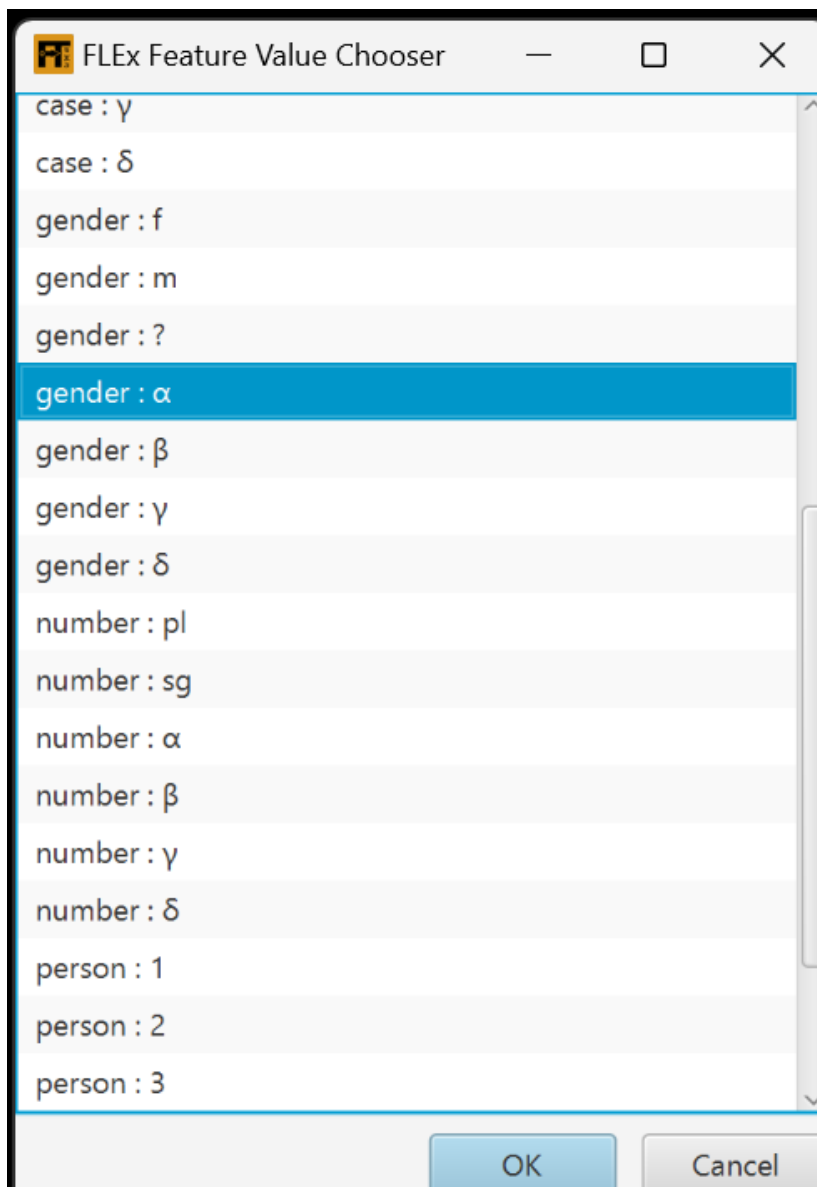 FLEx Feature Value Chooser
case : γ
case : δ
gender : f
gender : m
gender : ?
gender : α
gender : β
gender : γ
gender : δ
number : pl
number : sg
number : α
number : β
number : γ
number : δ
person : 1
person : 2
person : 3
OK
Cancel